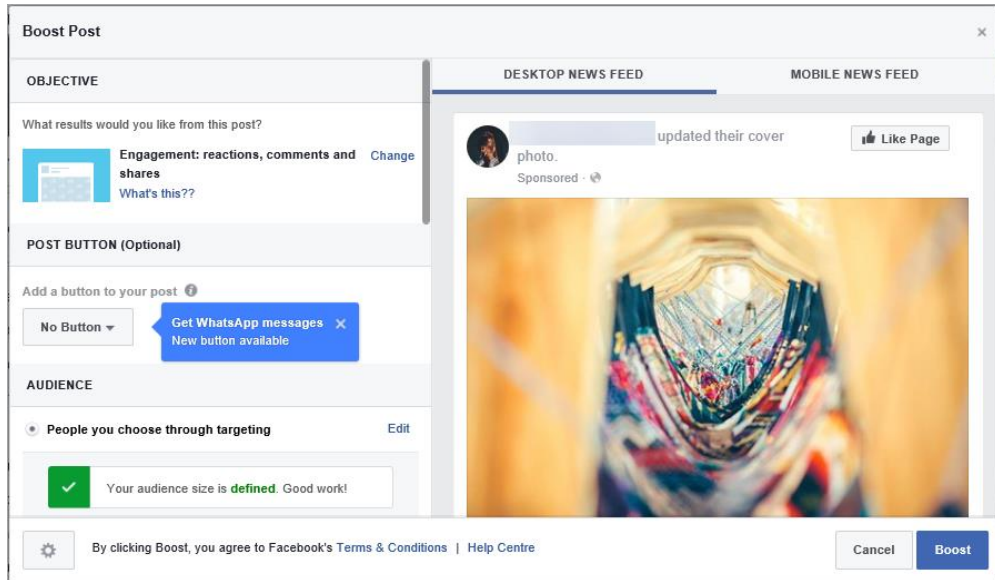 Boost Post
OBJECTIVE
What results would you like from this post?
Engagement: reactions, comments and
shares
Change
What's this??
POST BUTTON (Optional)
Add a button to your post
No Button
Get WhatsApp messages
New button available
AUDIENCE
People you choose through targeting
Edit
Your audience size is defined. Good work!
DESKTOP NEWS FEED
MOBILE NEWS FEED
updated their cover
photo.
Sponsored ·
Like Page
By clicking Boost, you agree to Facebook's Terms & Conditions | Help Centre
Cancel
Boost